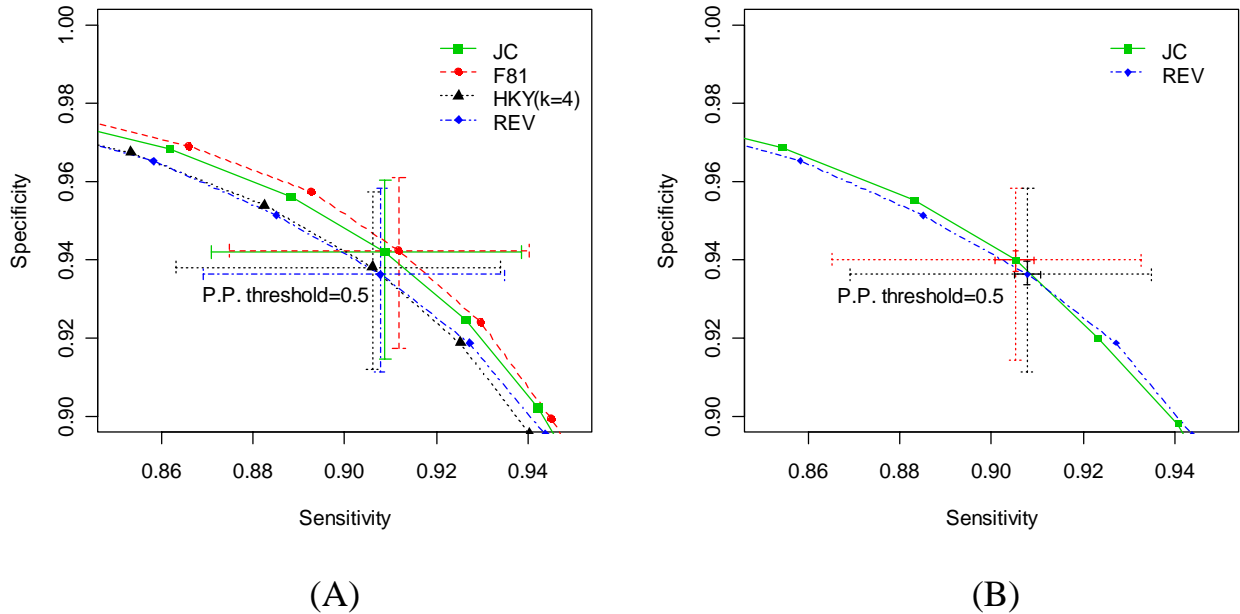 1.00
0.98
0.96
0.94
0.92
0.90
Specificity
JC
F81
HKY(k=4)
REV
P.P. threshold=0.5
0.86 0.88 0.90 0.92 0.94
Sensitivity
(A)
1.00
0.98
0.96
0.94
0.92
0.90
Specificity
JC
REV
P.P. threshold=0.5
0.86 0.88 0.90 0.92 0.94
Sensitivity
(B)